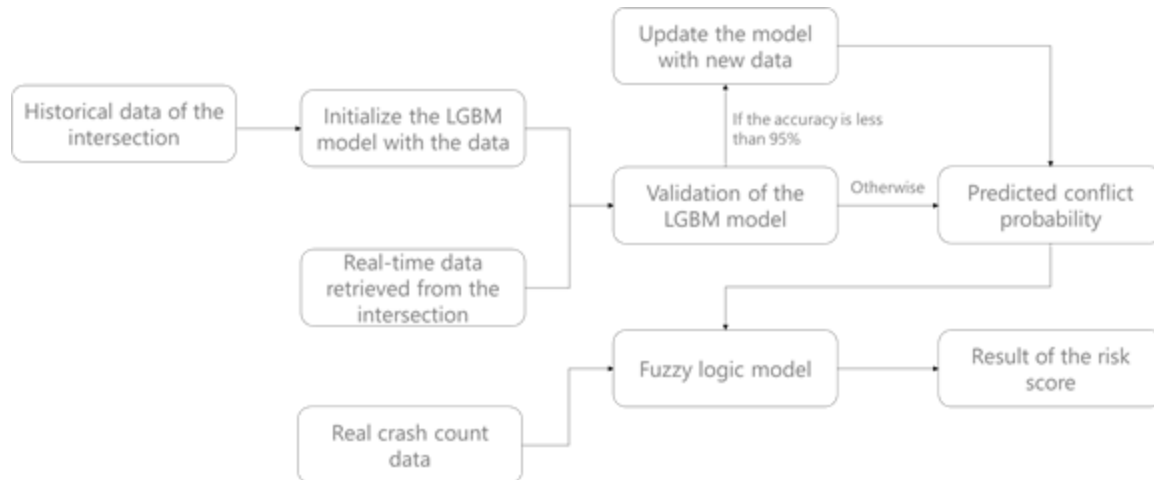 Update the model
with new data
Historical data of the
intersection
Initialize the LGBM
model with the data
If the accuracy is less
than 95%
Validation of the
LGBM model
Otherwise
Predicted conflict
probability
Real-time data
retrieved from the
intersection
Fuzzy logic model
Result of the risk
score
Real crash count
data